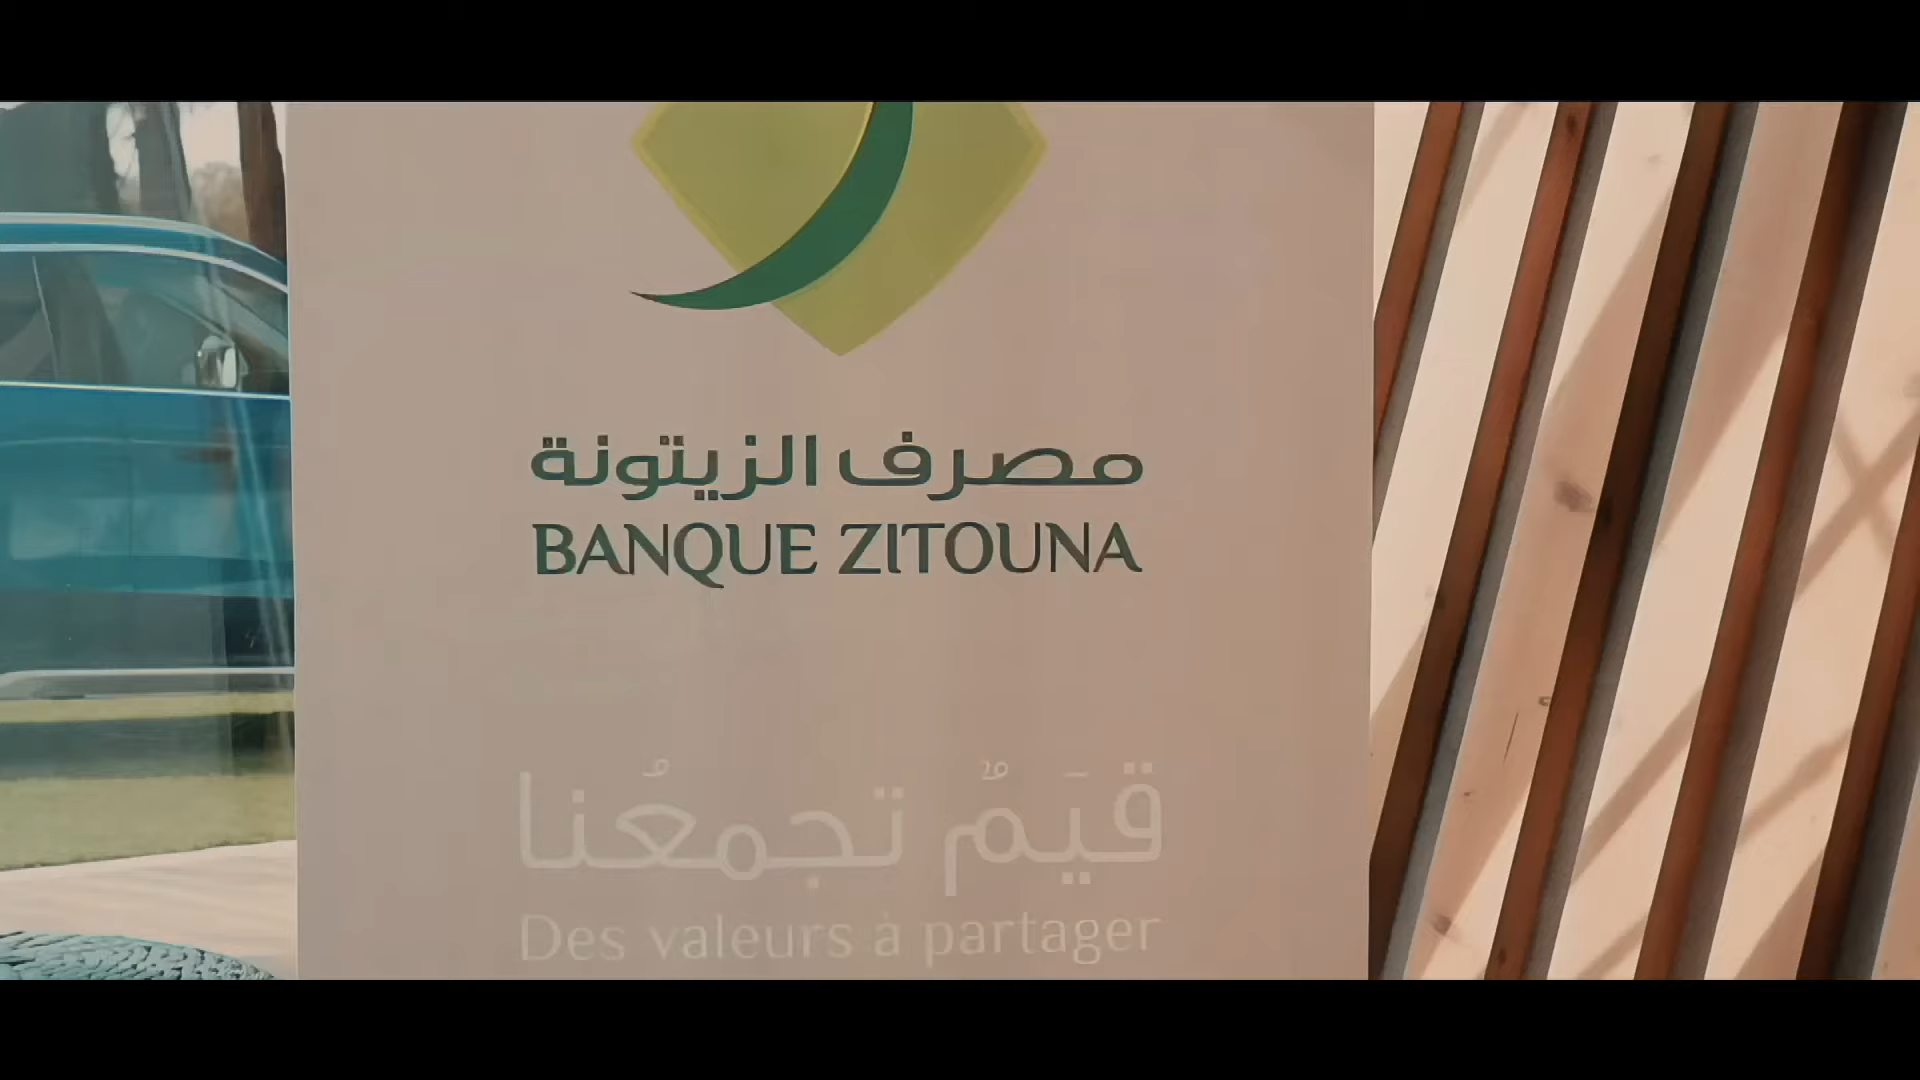 مصرف الزيتونة
BANQUE ZITOUNA
قيَمٌ تجمعُنا
Des valeurs à partager